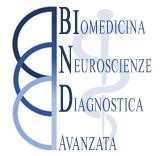 BIOMEDICINA
NEUROSCIENZE
DIAGNOSTICA
AVANZATA